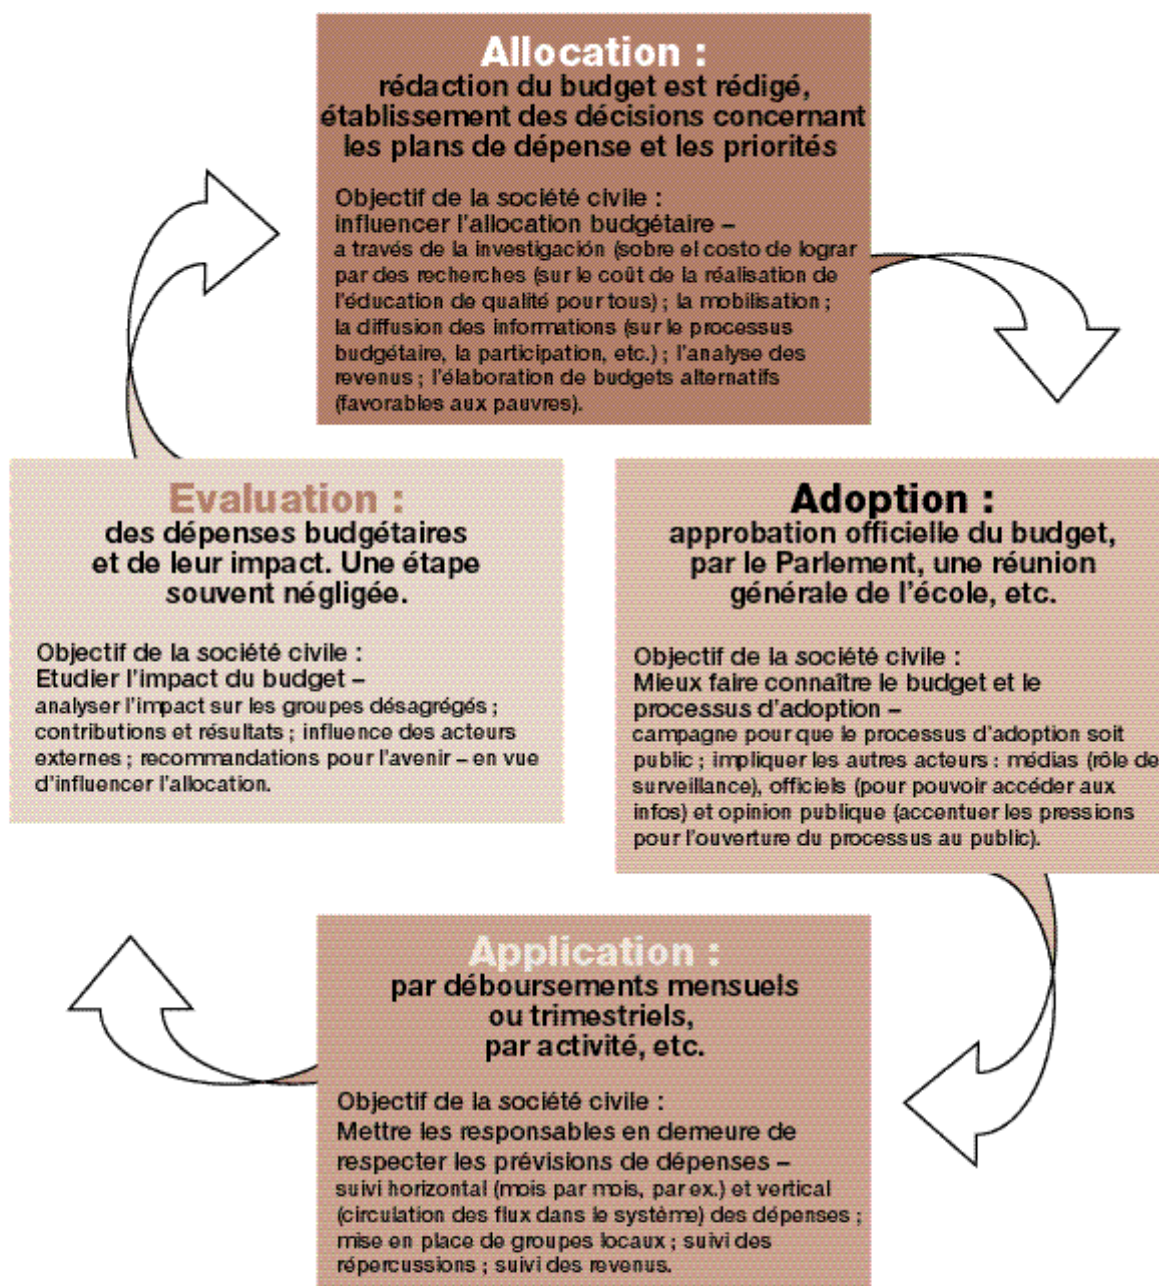 Allocation :
rédaction du budget est rédigé,
établissement des décisions concernant
les plans de dépense et les priorités
Objectif de la société civile :
influencer l'allocation budgétaire –
a través de la investigación (sobre el costo de lograr
par des recherches (sur le coût de la réalisation de
l'éducation de qualité pour tous) ; la mobilisation ;
la diffusion des informations (sur le processus
budgétaire, la participation, etc.) ; l'analyse des
revenus ; l'élaboration de budgets alternatifs
(favorables aux pauvres).
Adoption :
approbation officielle du budget,
par le Parlement, une réunion
générale de l'école, etc.
Objectif de la société civile :
Mieux faire connaître le budget et le
processus d'adoption –
campagne pour que le processus d'adoption soit
public ; impliquer les autres acteurs : médias (rôle de
surveillance), officiels (pour pouvoir accéder aux
infos) et opinion publique (accentuer les pressions
pour l'ouverture du processus au public).
Application :
par déboursements mensuels
ou trimestriels,
par activité, etc.
Objectif de la société civile :
Mettre les responsables en demeure de
respecter les prévisions de dépenses –
suivi horizontal (mois par mois, par ex.) et vertical
(circulation des flux dans le système) des dépenses ;
mise en place de groupes locaux ; suivi des
répercussions ; suivi des revenus.
Evaluation :
des dépenses budgétaires
et de leur impact. Une étape
souvent négligée.
Objectif de la société civile :
Etudier l'impact du budget –
analyser l'impact sur les groupes désagrégés ;
contributions et résultats ; influence des acteurs
externes ; recommandations pour l'avenir – en vue
d'influencer l'allocation.